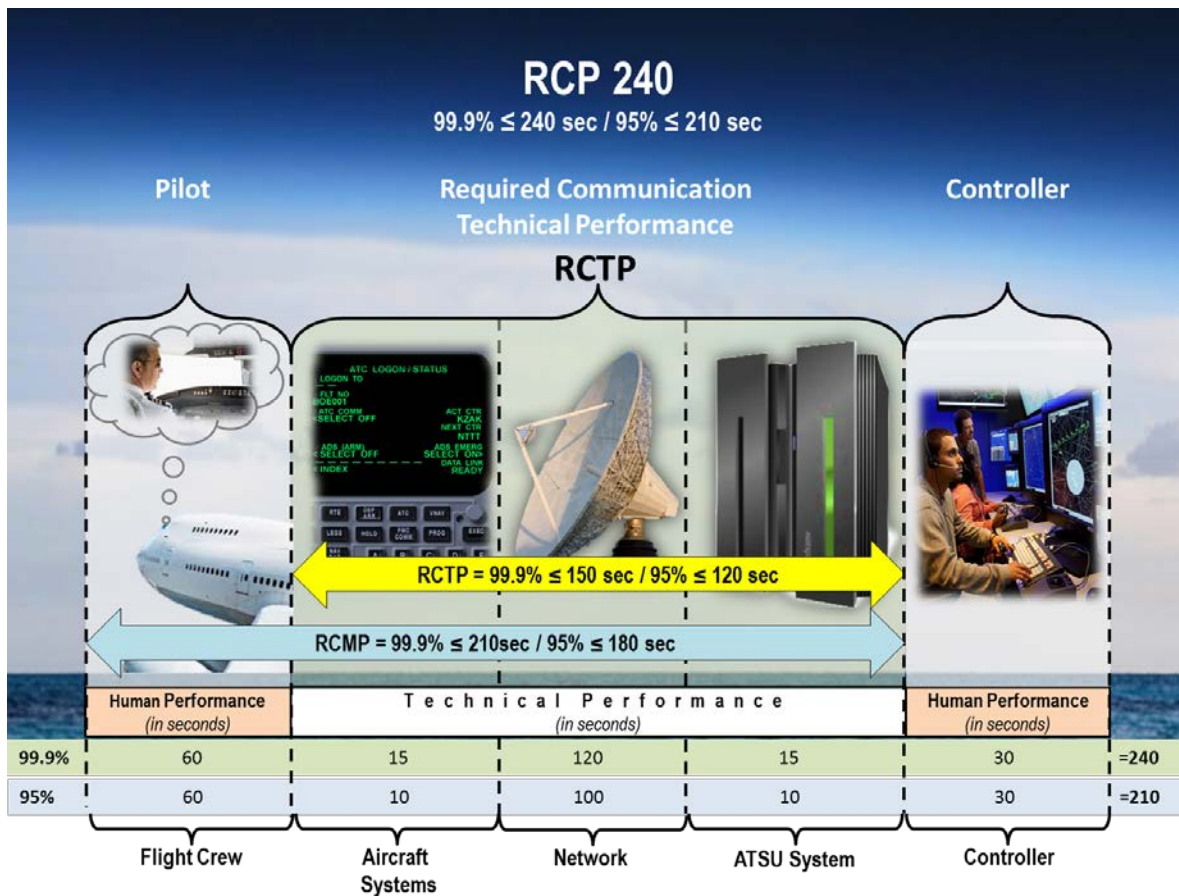 RCP 240
99.9% ≤ 240 sec / 95% ≤ 210 sec
Pilot
Required Communication
Technical Performance
Controller
RCTP
ATC LOGON / STATUS
LOGON TO
FLT NO
ATC COMM
ACT CTR
<SELECT OFF
KZAK
NEXT CTR
NTTT
ADS (ARM)
ADS EMERG
<SELECT OFF
SELECT ON>
DATA LINK
< INDEX
READY
RTE
DEP
ARR
ATC
VNAV
LEGS
HOLD
FMC
COMM
PROG
EXEC
RCTP = 99.9% ≤ 150 sec / 95% ≤ 120 sec
RCMP = 99.9% ≤ 210sec / 95% ≤ 180 sec
Human Performance
(in seconds)
Technical Performance
(in seconds)
Human Performance
(in seconds)
99.9% 60 15 120 15 30 =240
95% 60 10 100 10 30 =210
Flight Crew
Aircraft
Systems
Network
ATSU System
Controller